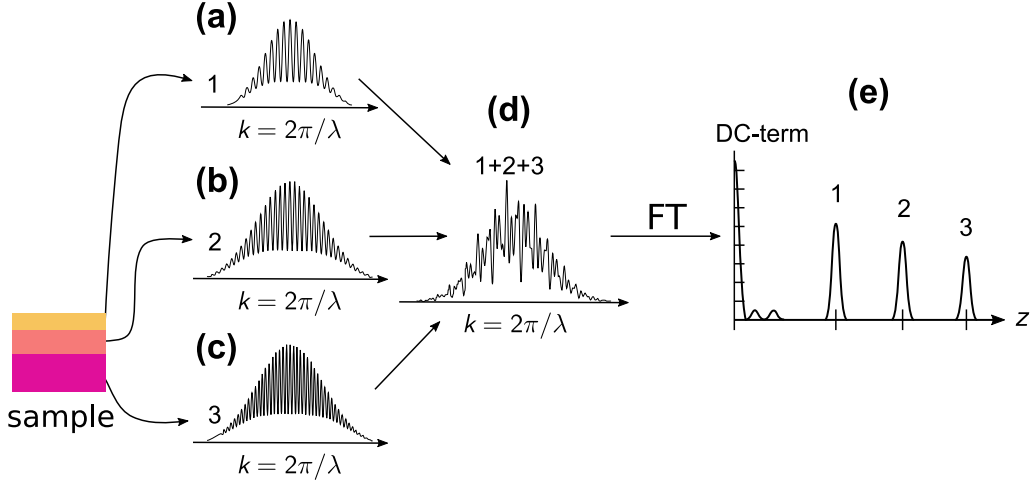 (a)
1
k = 2π/λ
(b)
2
k = 2π/λ
(c)
3
k = 2π/λ
sample
(d)
1+2+3
k = 2π/λ
FT
(e)
DC-term
1
2
3
z